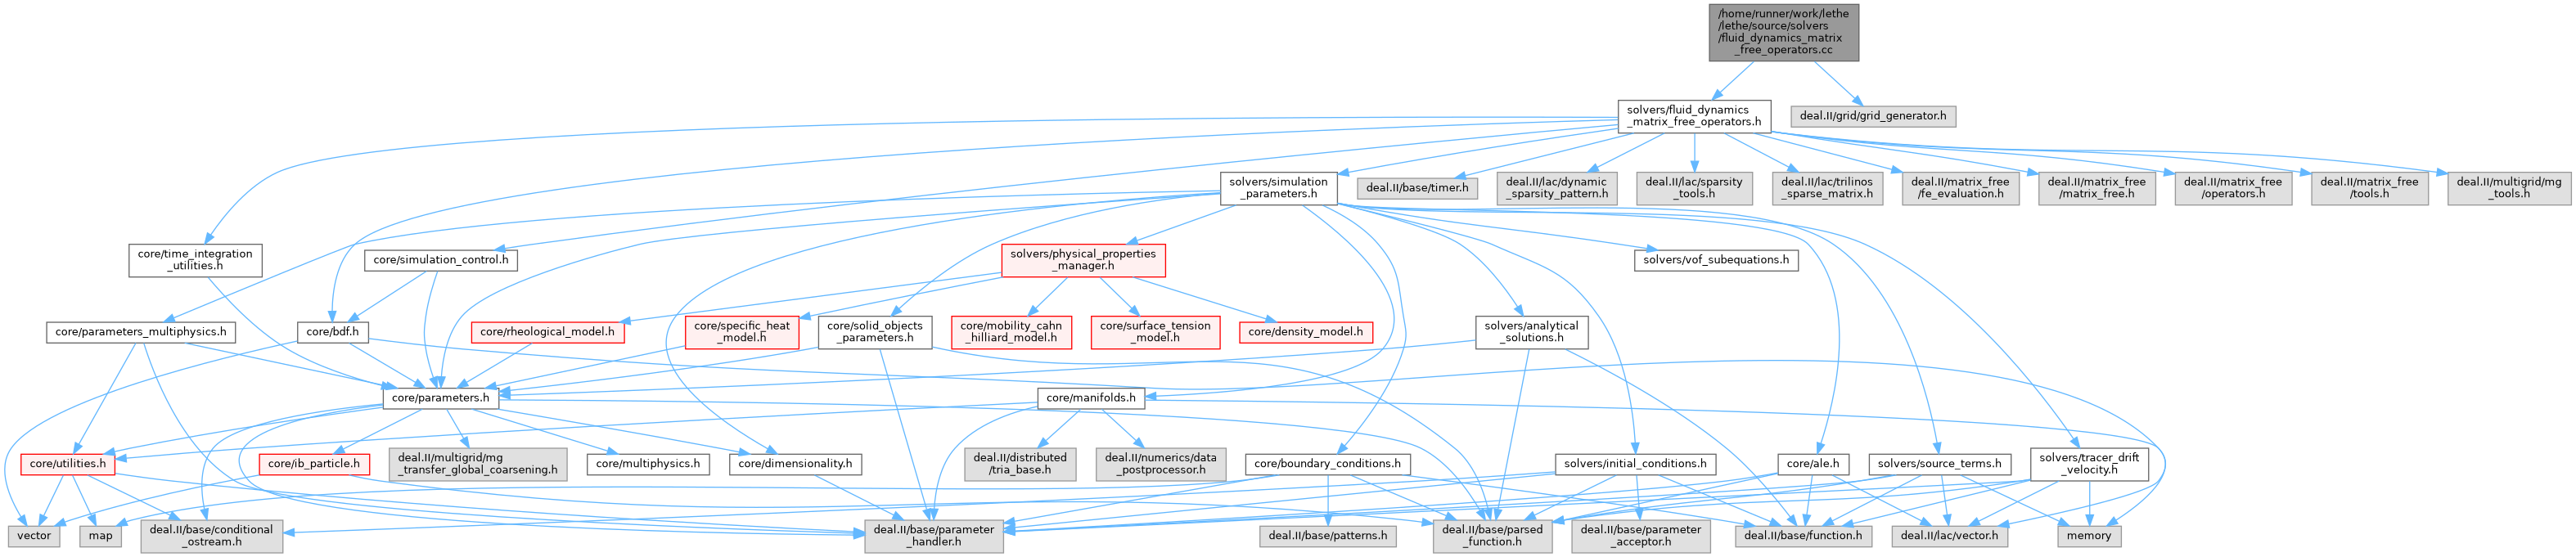 /home/runner/work/lethe
/lethe/source/solvers
/fluid_dynamics_matrix
_free_operators.cc
solvers/fluid_dynamics
_matrix_free_operators.h
deal.II/grid/grid_generator.h
solvers/simulation
_parameters.h
deal.II/base/timer.h
deal.II/lac/dynamic
_sparsity_pattern.h
deal.II/lac/sparsity
_tools.h
deal.II/lac/trilinos
_sparse_matrix.h
deal.II/matrix_free
/fe_evaluation.h
deal.II/matrix_free
/matrix_free.h
deal.II/matrix_free
/operators.h
deal.II/matrix_free
/tools.h
deal.II/multigrid/mg
_tools.h
core/time_integration
_utilities.h
core/simulation_control.h
solvers/physical_properties
_manager.h
solvers/vof_subequations.h
core/parameters_multiphysics.h
core/bdf.h
core/rheological_model.h
core/specific_heat
_model.h
core/solid_objects
_parameters.h
core/mobility_cahn
_hilliard_model.h
core/surface_tension
_model.h
core/density_model.h
solvers/analytical
_solutions.h
core/parameters.h
core/manifolds.h
core/utilities.h
core/ib_particle.h
deal.II/multigrid/mg
_transfer_global_coarsening.h
core/multiphysics.h
core/dimensionality.h
deal.II/distributed
/tria_base.h
deal.II/numerics/data
_postprocessor.h
core/boundary_conditions.h
solvers/initial_conditions.h
core/ale.h
solvers/source_terms.h
solvers/tracer_drift
_velocity.h
vector
map
deal.II/base/conditional
_ostream.h
deal.II/base/parameter
_handler.h
deal.II/base/patterns.h
deal.II/base/parsed
_function.h
deal.II/base/parameter
_acceptor.h
deal.II/base/function.h
deal.II/lac/vector.h
memory